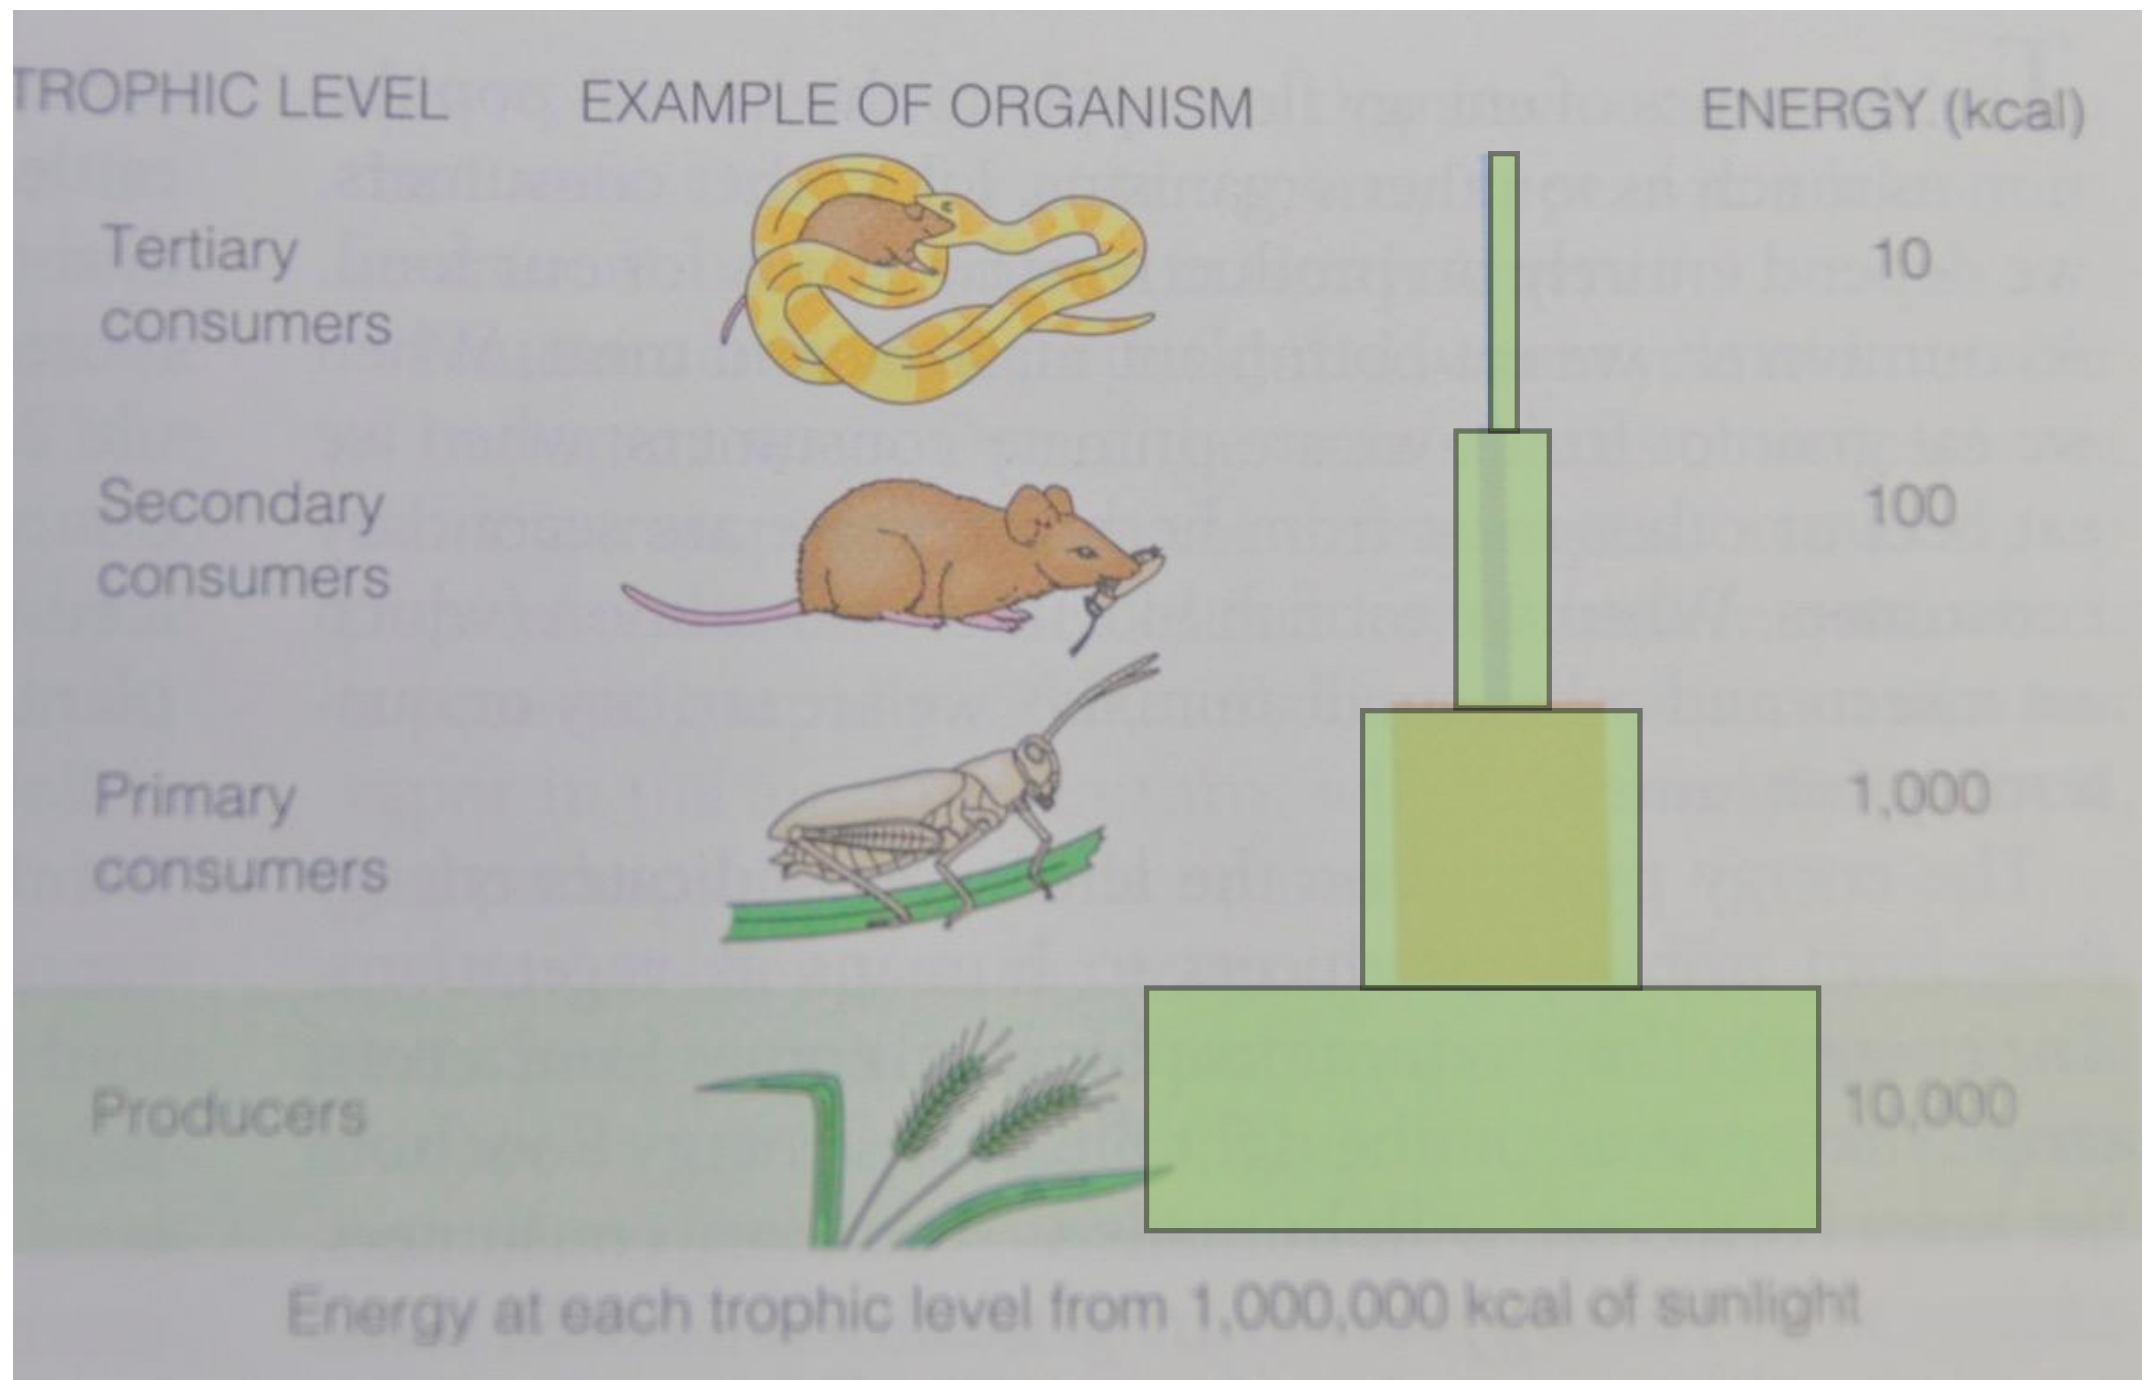 TROPHIC LEVEL EXAMPLE OF ORGANISM ENERGY (kcal)
Tertiary
consumers
10
Secondary
consumers
100
Primary
consumers
1,000
Producers
10,000
Energy at each trophic level from 1,000,000 kcal of sunlight